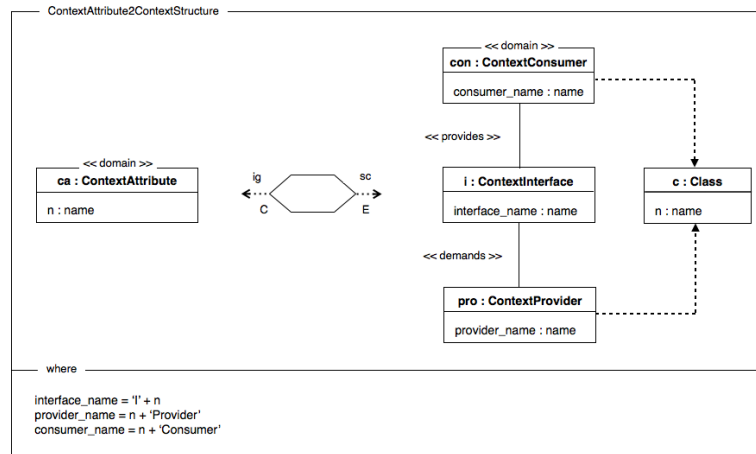 ContextAttribute2ContextStructure
<< domain >>
con : ContextConsumer
consumer_name : name
<< provides >>
<< domain >>
ca : ContextAttribute
n : name
ig
sc
C
E
i : ContextInterface
interface_name : name
c : Class
n : name
<< demands >>
pro : ContextProvider
provider_name : name
where
interface_name = 'I' + n
provider_name = n + 'Provider'
consumer_name = n + 'Consumer'